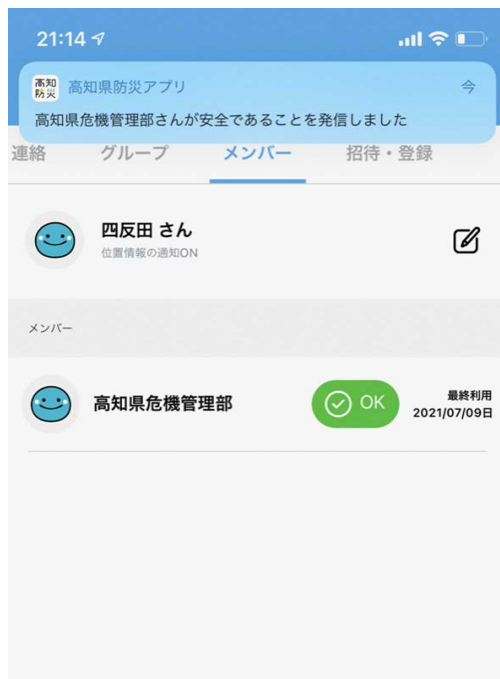 21:14
高知
防災
高知県防災アプリ
今
高知県危機管理部さんが安全であることを発信しました
連絡
グループ
メンバー
招待・登録
四反田 さん
位置情報の通知ON
メンバー
高知県危機管理部
OK
最終利用
2021/07/09日